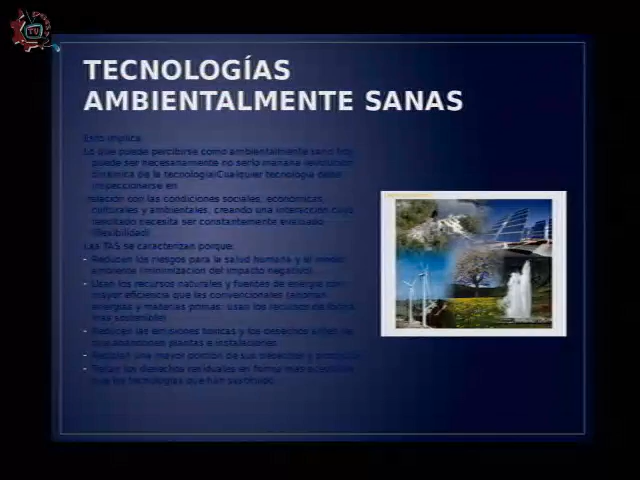 TV
TECNOLOGÍAS
AMBIENTALMENTE SANAS
Esto implica
Lo que puede percibirse como ambientalmente sano hoy
puede ser necesariamente no serlo mañana
dinámica de la tecnología)Cualquier tecnología debe
inspeccionarse en
relación con las condiciones sociales, económicas,
culturales y ambientales, creando una interacción cuyo
resultado necesita ser constantemente evaluado
(flexibilidad)
Las TAS se caracterizan porque:
- Reducen los riesgos para la salud humana y el medio
ambiente (minimización del impacto negativo).
- Usan los recursos naturales y fuentes de energía con
mayor eficiencia que las convencionales (ahorran
energías y materias primas, usan los recursos de forma
más sostenible)
- Reducen las emisiones tóxicas y los desechos antes de
que abandonen plantas e instalaciones.
- Reciclan una mayor porción de sus desechos y productos
- Tratan los desechos residuales en forma más aceptable
que las tecnologías que han sustituido.